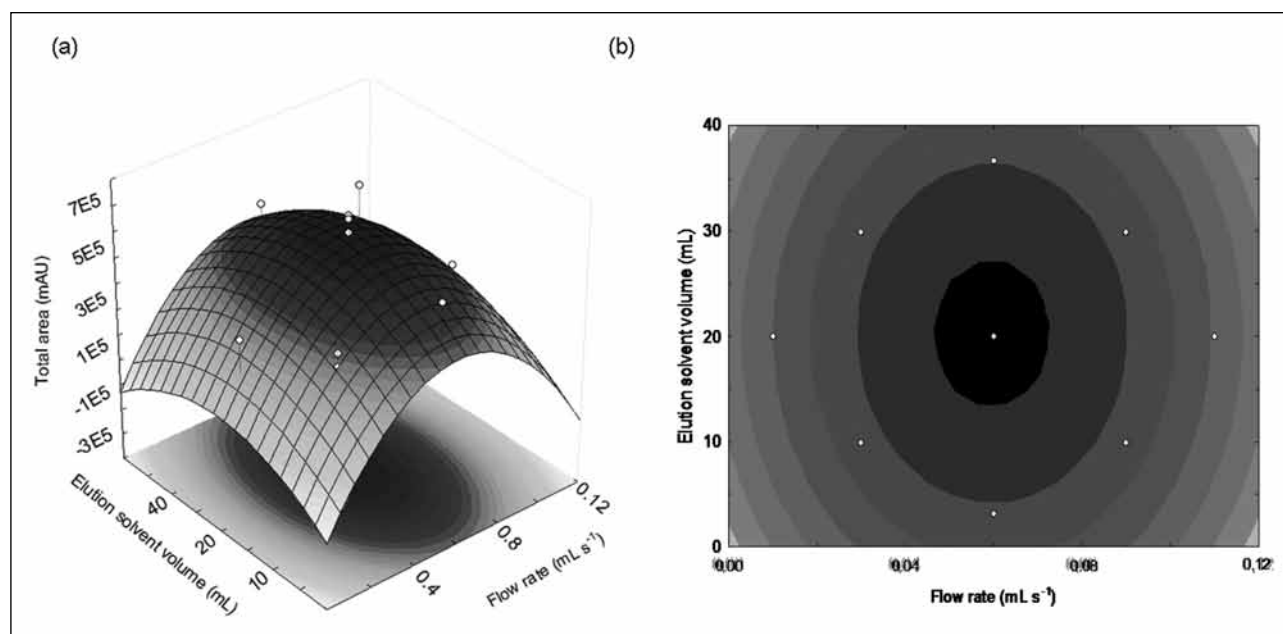 (a)
(b)
7E5
5E5
3E5
1E5
-1E5
-3E5
Total area (mAU)
40
20
10
Elution solvent volume (mL)
0.4
0.8
0.12
Flow rate (mL s⁻¹)
40
30
20
10
0
Elution solvent volume (mL)
0.00
0.04
0.08
0.12
Flow rate (mL s⁻¹)